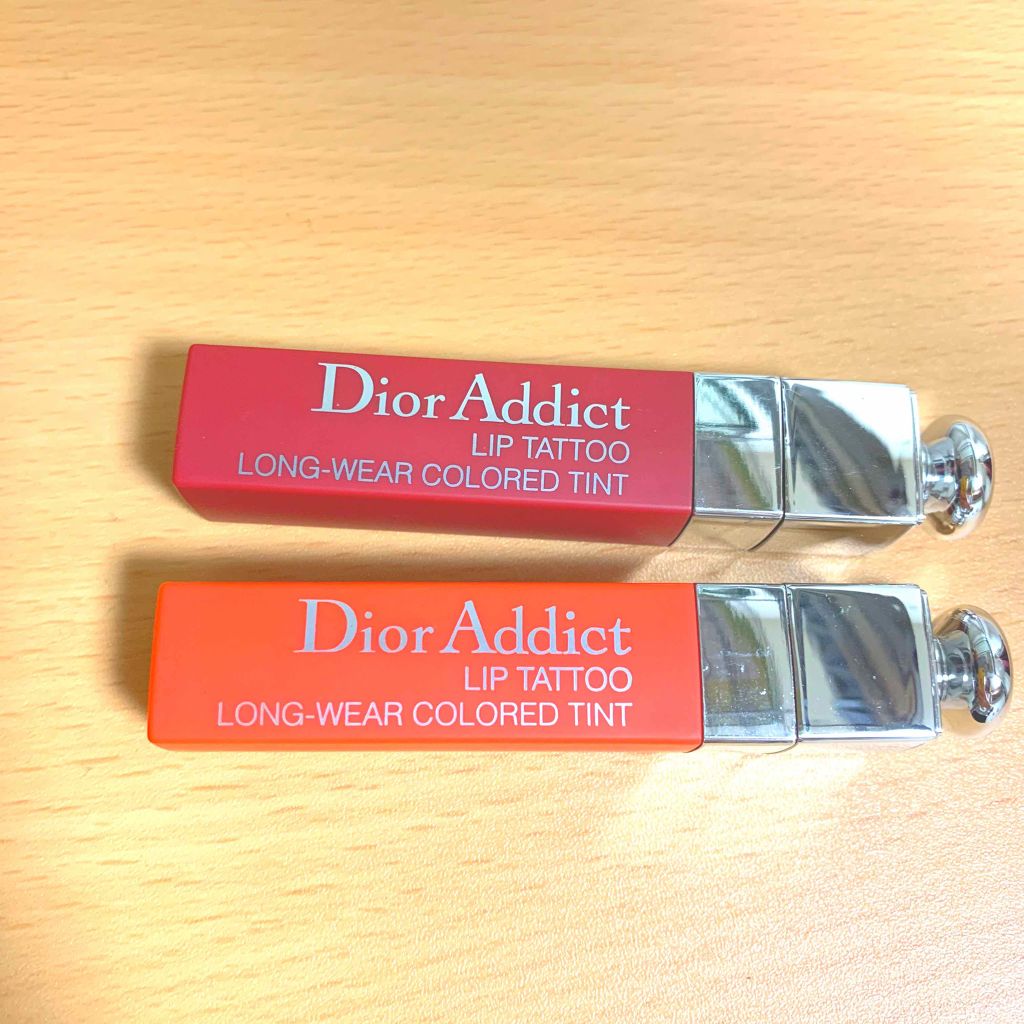 Dior Addict
LIP TATTOO
LONG-WEAR COLORED TINT
Dior Addict
LIP TATTOO
LONG-WEAR COLORED TINT